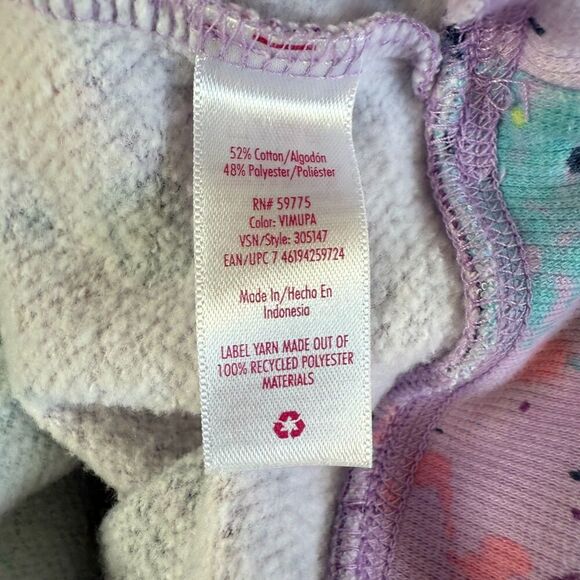 52% Cotton/Algodón
48% Polyester/Poliéster
RN# 59775
Color: VIMUPA
VSN/Style: 305147
EAN/UPC 7 46194259724
Made In/Hecho En
Indonesia
LABEL YARN MADE OUT OF
100% RECYCLED POLYESTER
MATERIALS